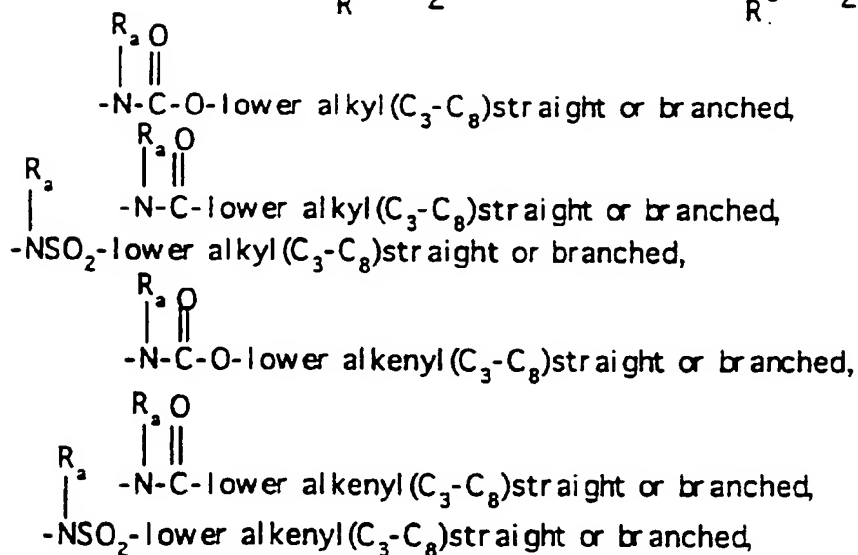 R 2 R.
R_a O
-N-C-O-lower alkyl(C_3-C_8)straight or branched,
R_a O
R_a
-N-C-lower alkyl(C_3-C_8)straight or branched,
-NSO_2-lower alkyl(C_3-C_8)straight or branched,
R_a O
-N-C-O-lower alkenyl(C_3-C_8)straight or branched,
R_a O
R_a
-N-C-lower alkenyl(C_3-C_8)straight or branched,
-NSO_2-lower alkenyl(C_3-C_8)straight or branched,